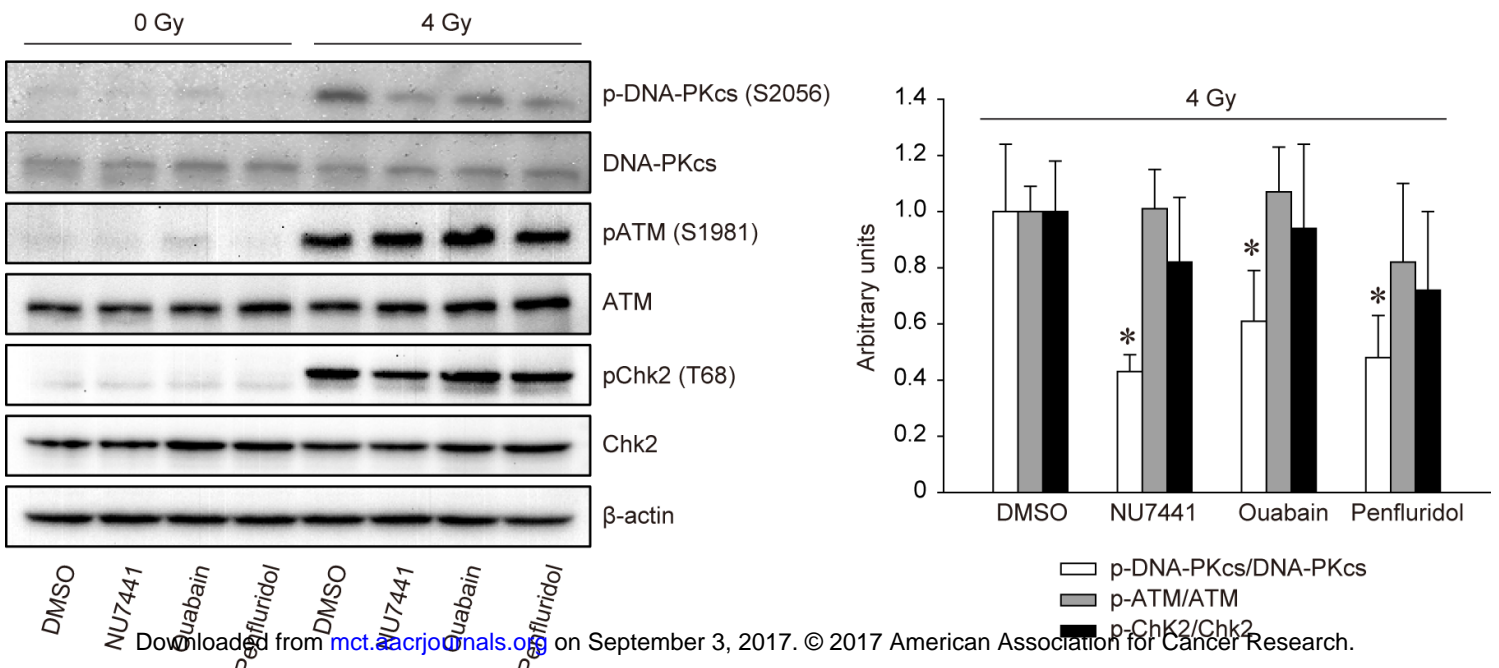 0 Gy 4 Gy
p-DNA-PKcs (S2056)
DNA-PKcs
pATM (S1981)
ATM
pChk2 (T68)
Chk2
β-actin
DMSO NU7441 Ouabain Penfluridol DMSO NU7441 Ouabain Penfluridol
4 Gy
Arbitrary units
1.4
1.2
1.0
0.8
0.6
0.4
0.2
0
*
*
*
DMSO NU7441 Ouabain Penfluridol
p-DNA-PKcs/DNA-PKcs
p-ATM/ATM
p-ChK2/Chk2
Downloaded from mct.aacrjournals.org on September 3, 2017. © 2017 American Association for Cancer Research.